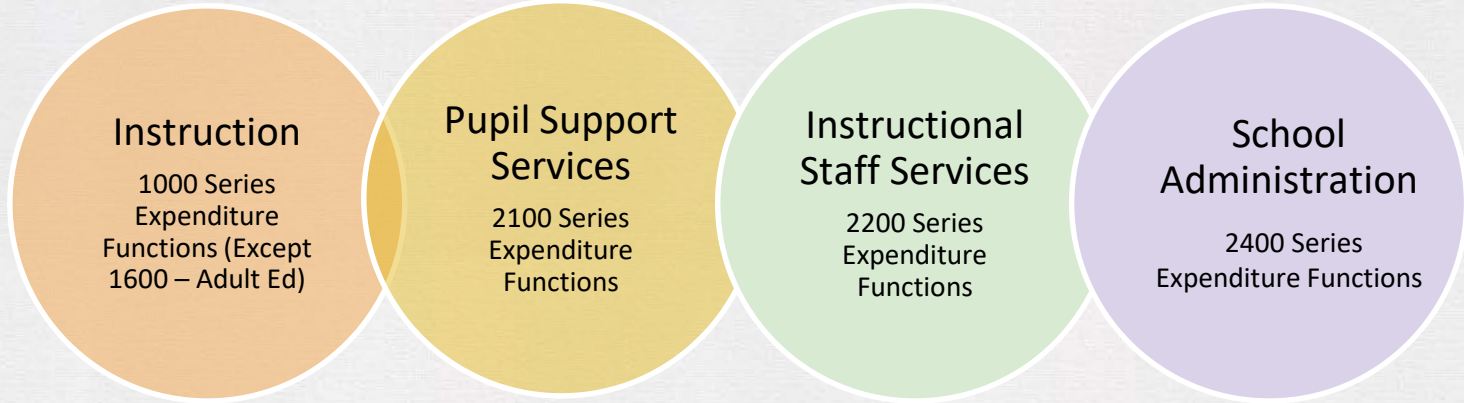 Instruction
1000 Series
Expenditure
Functions (Except
1600 – Adult Ed)
Pupil Support
Services
2100 Series
Expenditure
Functions
Instructional
Staff Services
2200 Series
Expenditure
Functions
School
Administration
2400 Series
Expenditure Functions